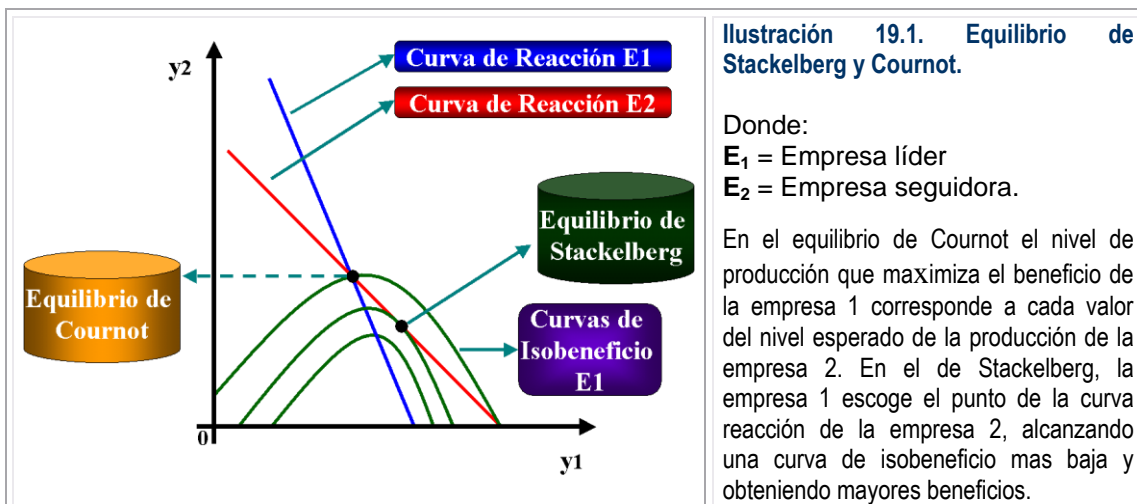 y2
Curva de Reacción E1
Curva de Reacción E2
Equilibrio de
Stackelberg
Equilibrio de
Cournot
Curvas de
Isobeneficio
E1
0
y1
Ilustración 19.1. Equilibrio de
Stackelberg y Cournot.
Donde:
E₁ = Empresa líder
E₂ = Empresa seguidora.
En el equilibrio de Cournot el nivel de
producción que maximiza el beneficio de
la empresa 1 corresponde a cada valor
del nivel esperado de la producción de la
empresa 2. En el de Stackelberg, la
empresa 1 escoge el punto de la curva
reacción de la empresa 2, alcanzando
una curva de isobeneficio mas baja y
obteniendo mayores beneficios.